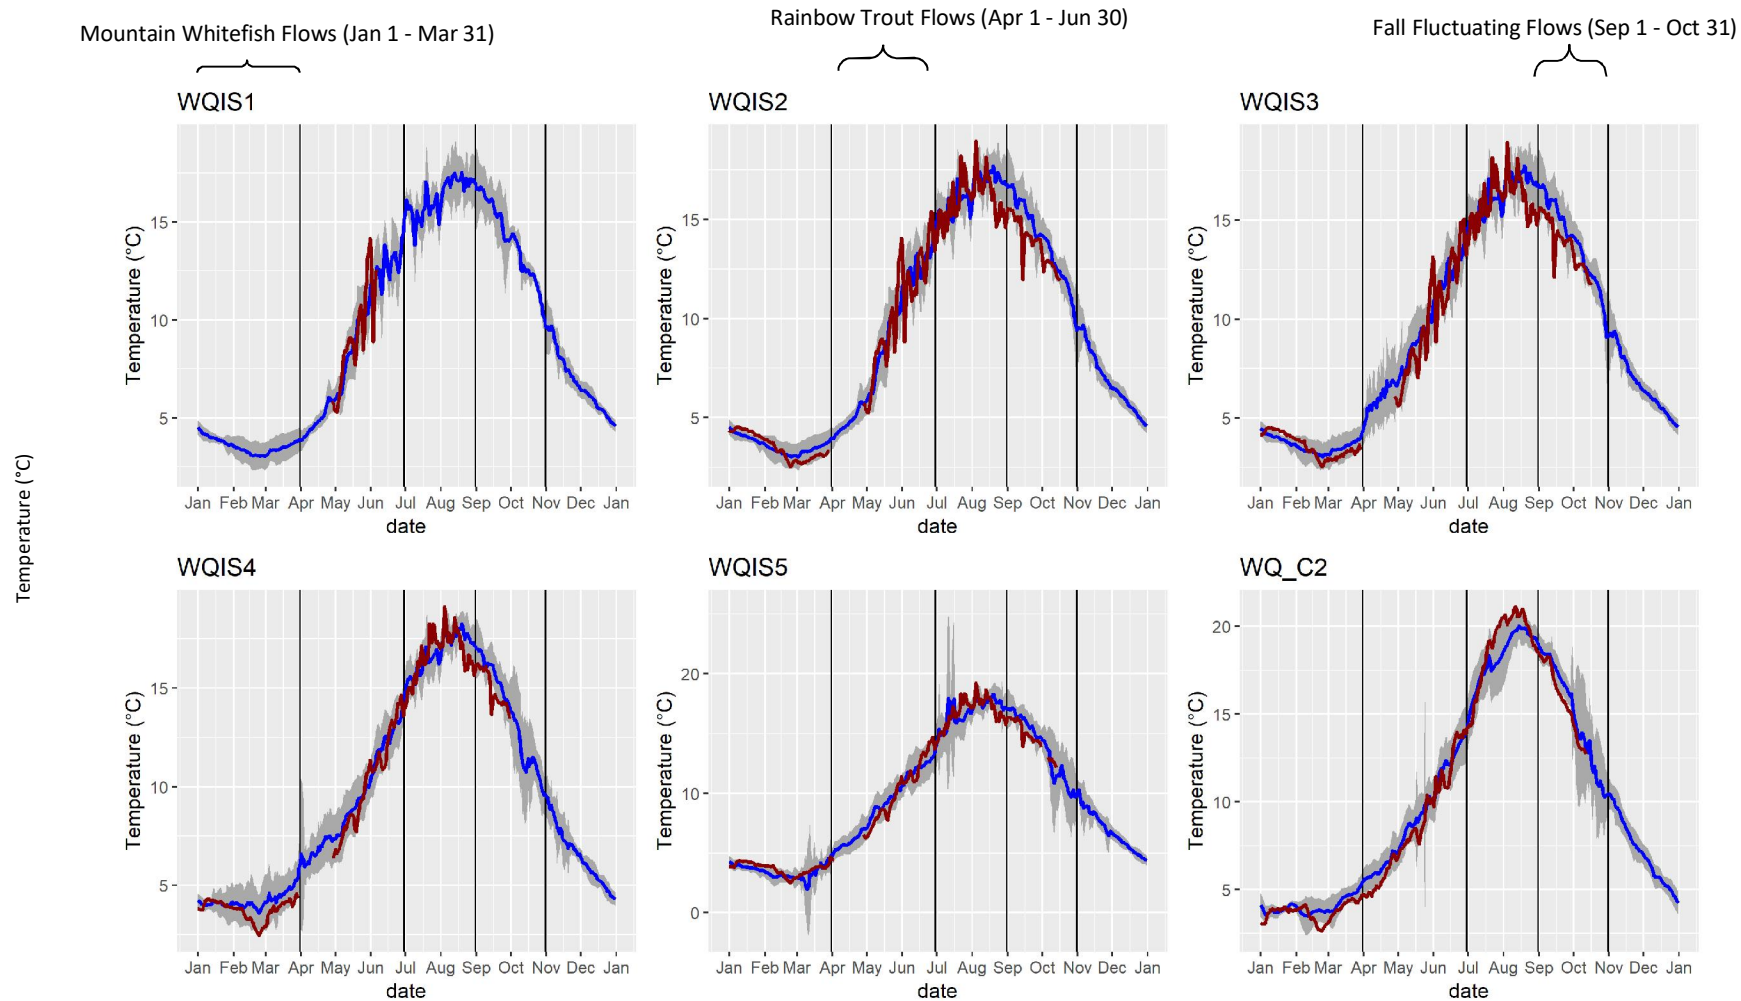 Mountain Whitefish Flows (Jan 1 - Mar 31)
Rainbow Trout Flows (Apr 1 - Jun 30)
Fall Fluctuating Flows (Sep 1 - Oct 31)
Temperature (°C)
WQIS1
Temperature (°C)
15
10
5
Jan Feb Mar Apr May Jun Jul Aug Sep Oct Nov Dec Jan
date
WQIS2
Temperature (°C)
15
10
5
Jan Feb Mar Apr May Jun Jul Aug Sep Oct Nov Dec Jan
date
WQIS3
Temperature (°C)
15
10
5
Jan Feb Mar Apr May Jun Jul Aug Sep Oct Nov Dec Jan
date
WQIS4
Temperature (°C)
15
10
5
Jan Feb Mar Apr May Jun Jul Aug Sep Oct Nov Dec Jan
date
WQIS5
Temperature (°C)
20
10
0
Jan Feb Mar Apr May Jun Jul Aug Sep Oct Nov Dec Jan
date
WQ_C2
Temperature (°C)
20
15
10
5
Jan Feb Mar Apr May Jun Jul Aug Sep Oct Nov Dec Jan
date